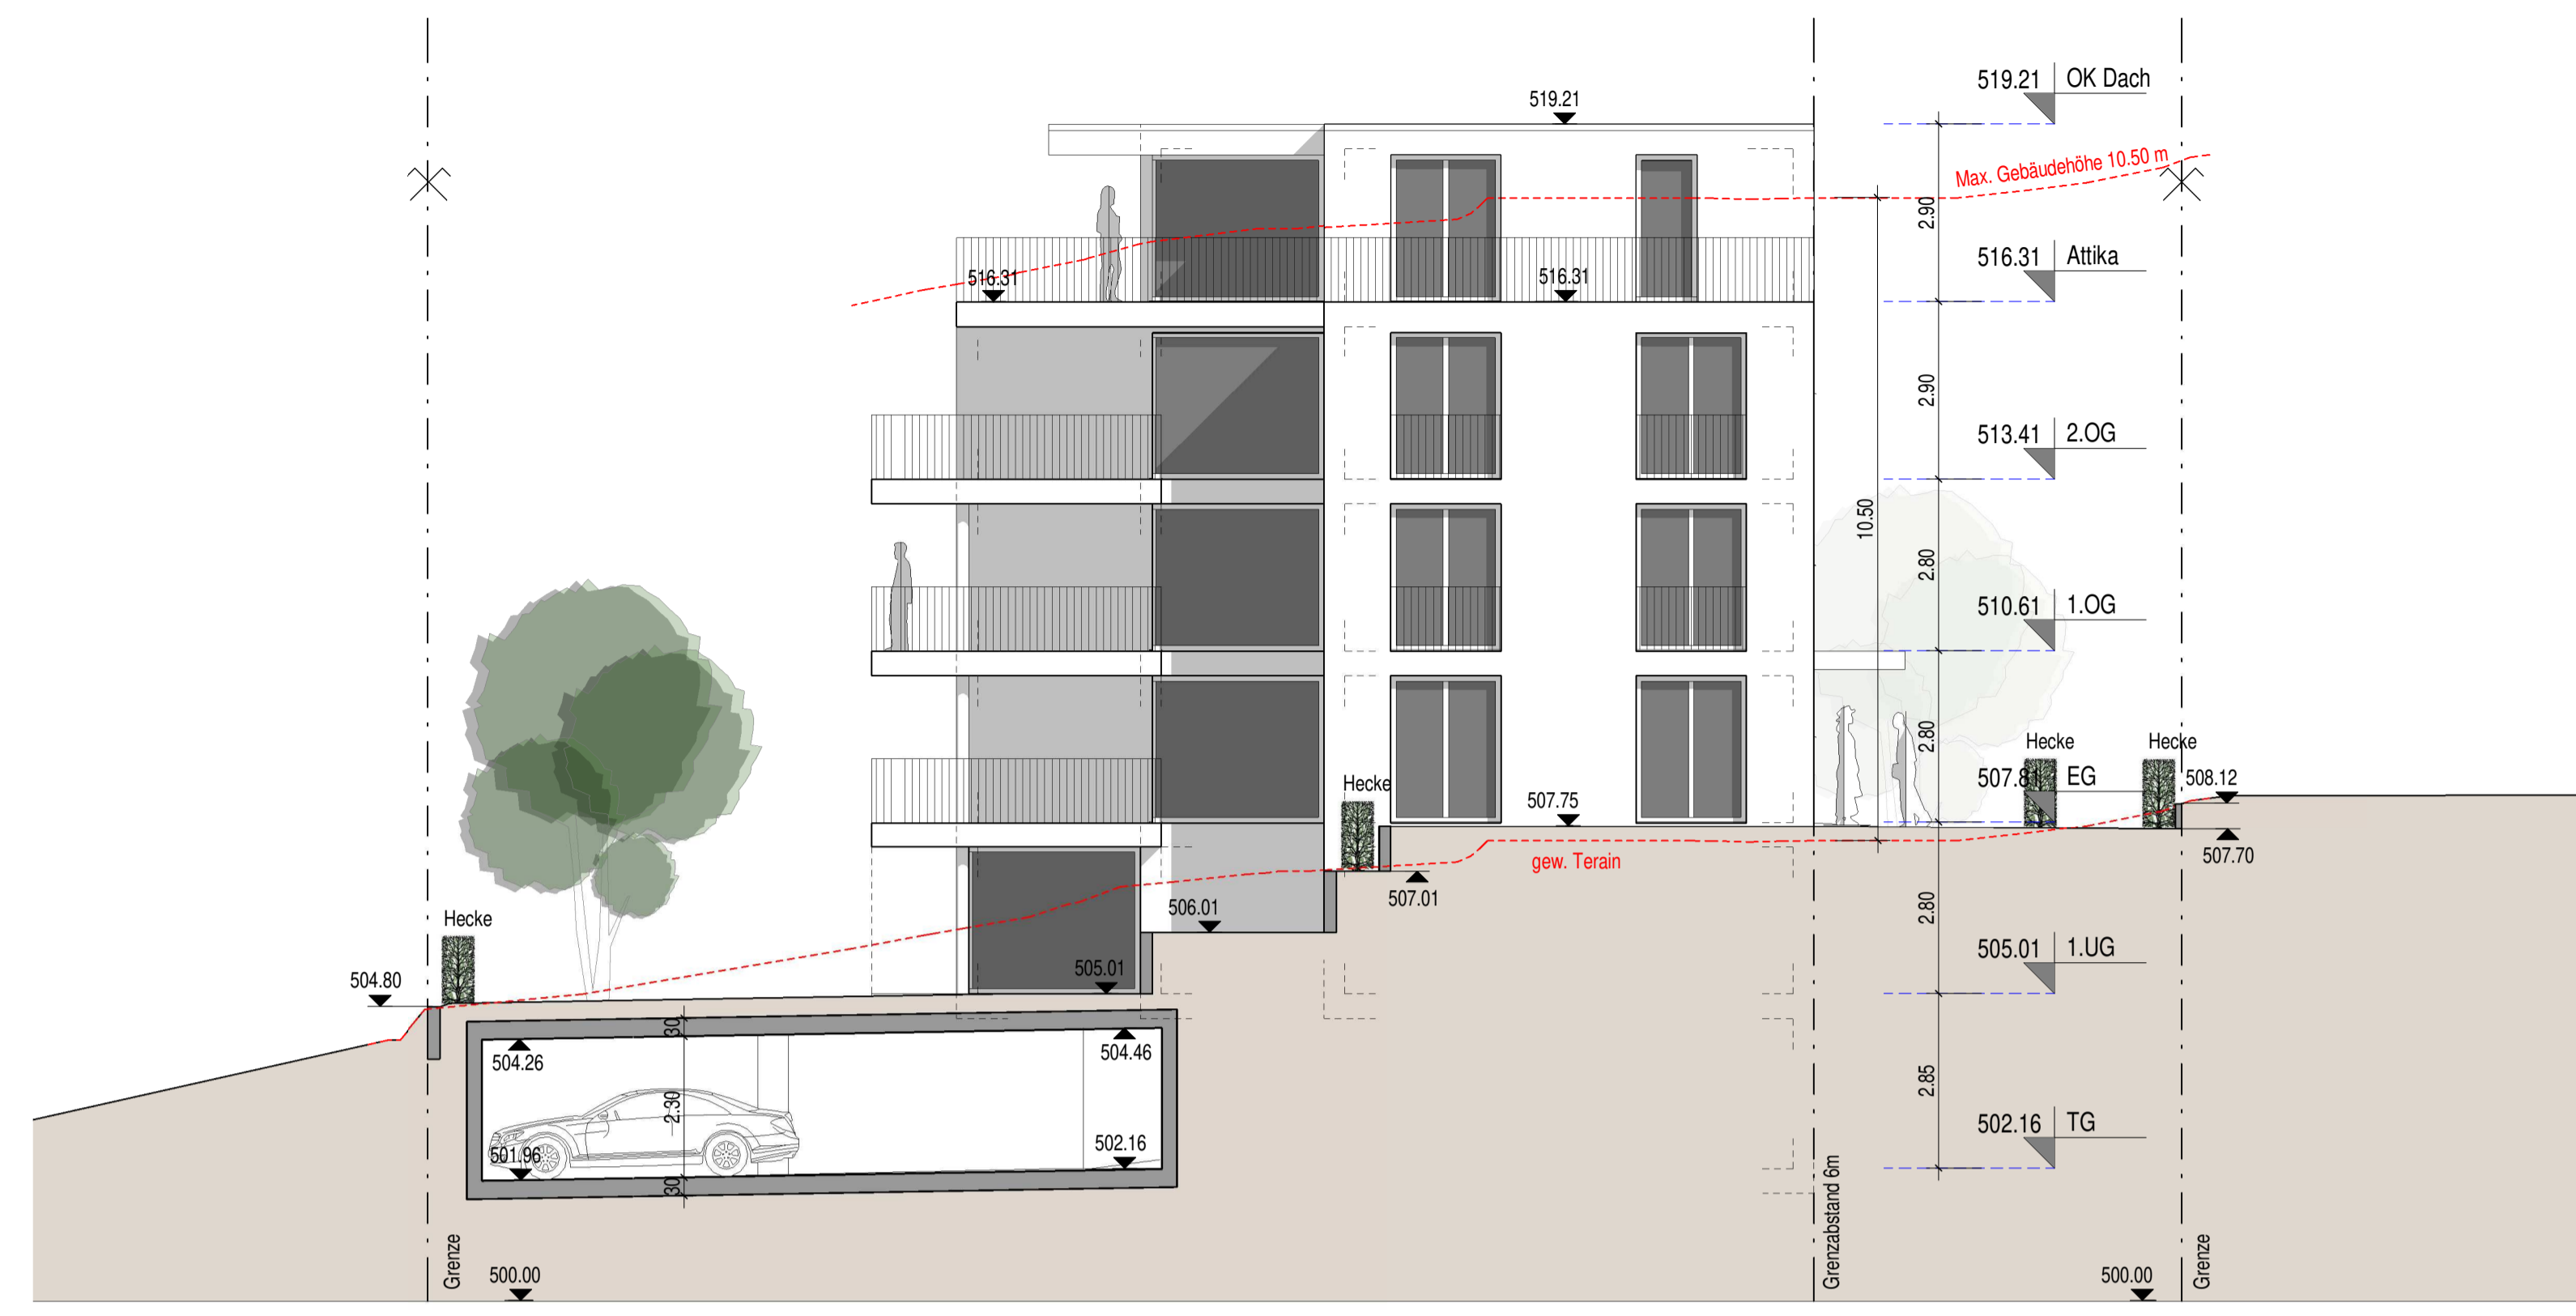 519.21 OK Dach
519.21
Max. Gebäudehöhe 10.50 m
2.90
516.31 Attika
516.31
516.31
2.90
513.41 2.OG
10.50
2.80
510.61 1.OG
2.80
Hecke
Hecke
Hecke
507.81 EG
508.12
507.75
507.70
gew. Terain
507.01
506.01
2.80
Hecke
505.01 1.UG
504.80
505.01
30
504.26
504.46
2.30
2.85
502.16 TG
501.96
502.16
30
Grenzabstand 6m
Grenze
Grenze
500.00
500.00